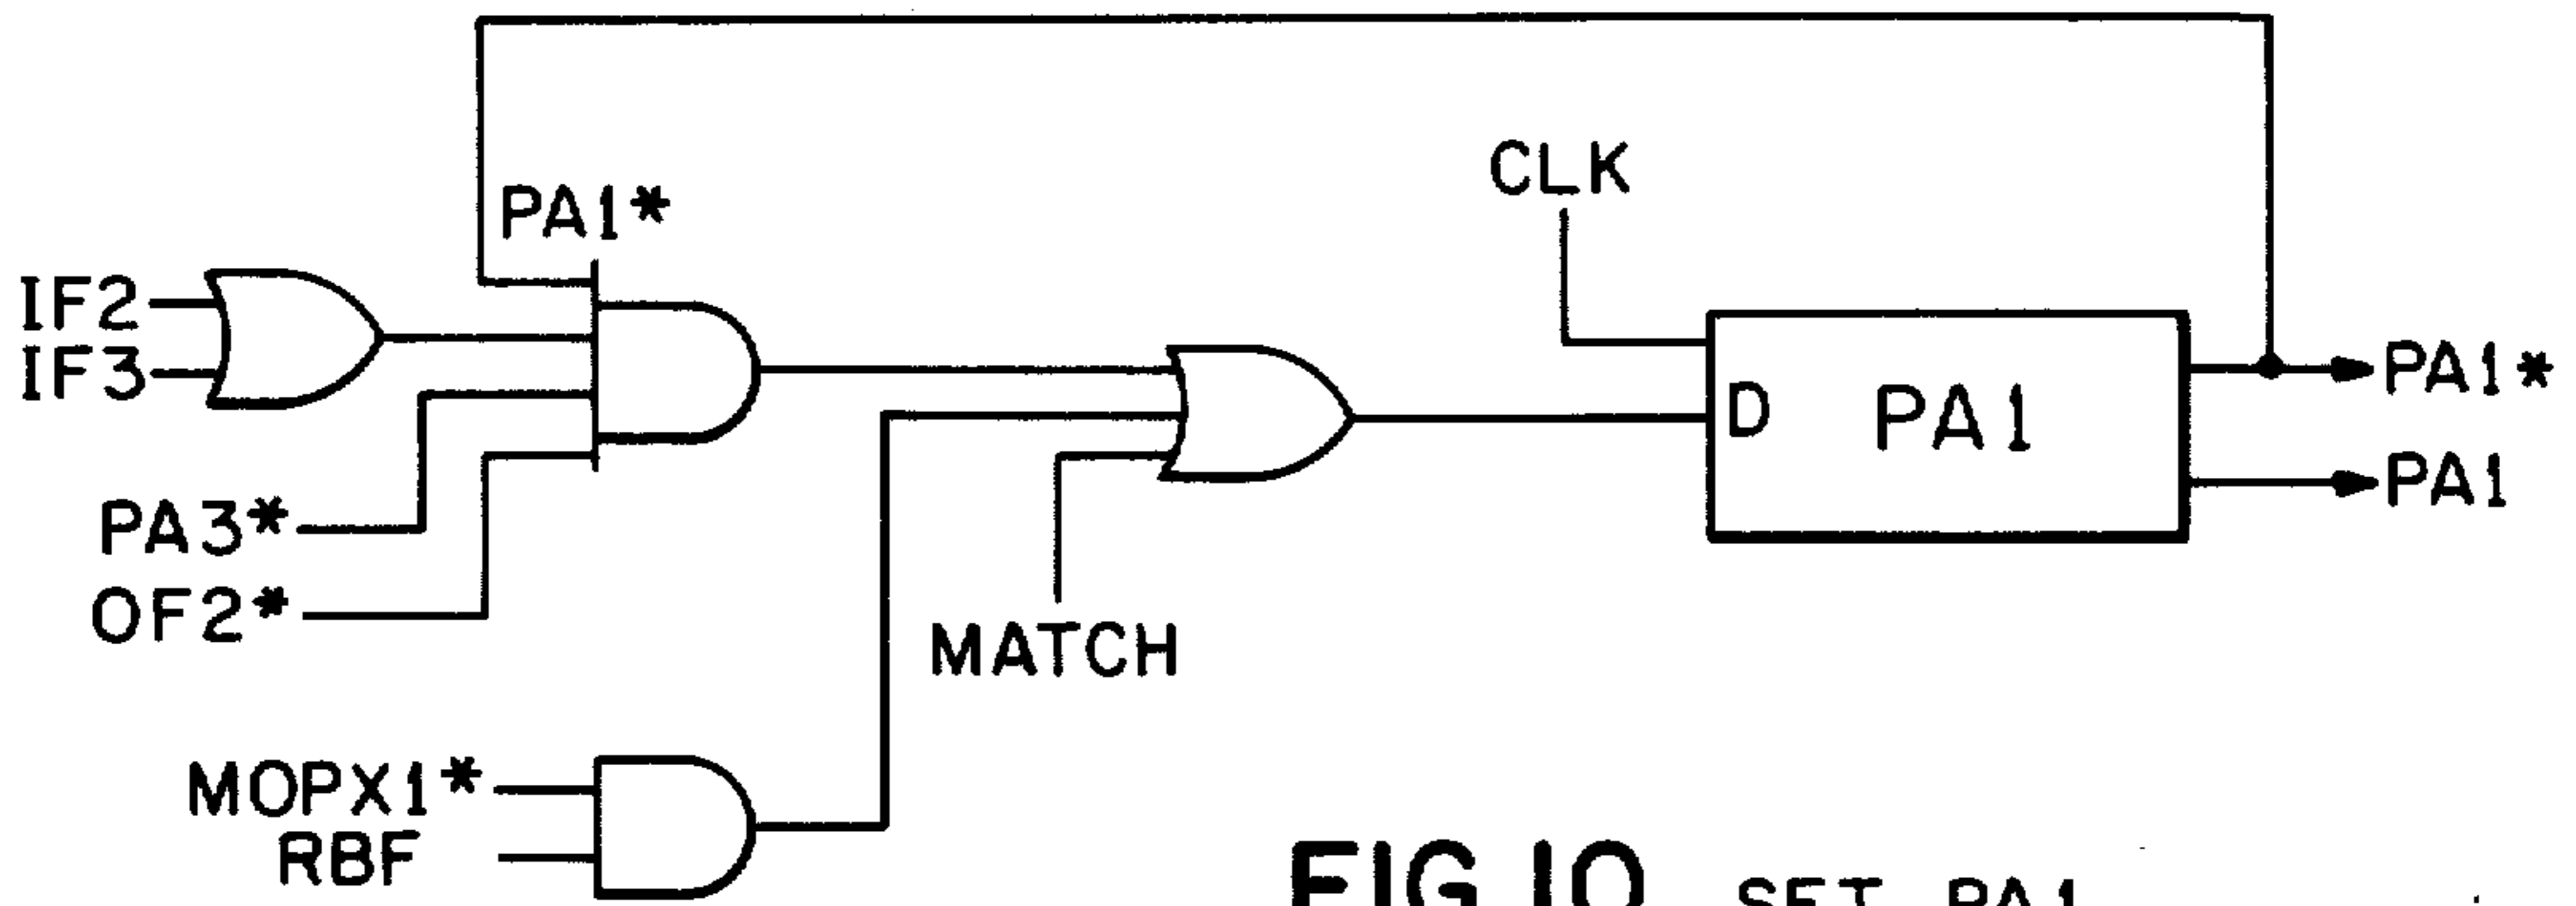 CLK
PA1*
IF2
IF3
D
PA1
PA1*
PA1
PA3*
OF2*
MATCH
MOPX1*
RBF
FIG.10 SET PA1